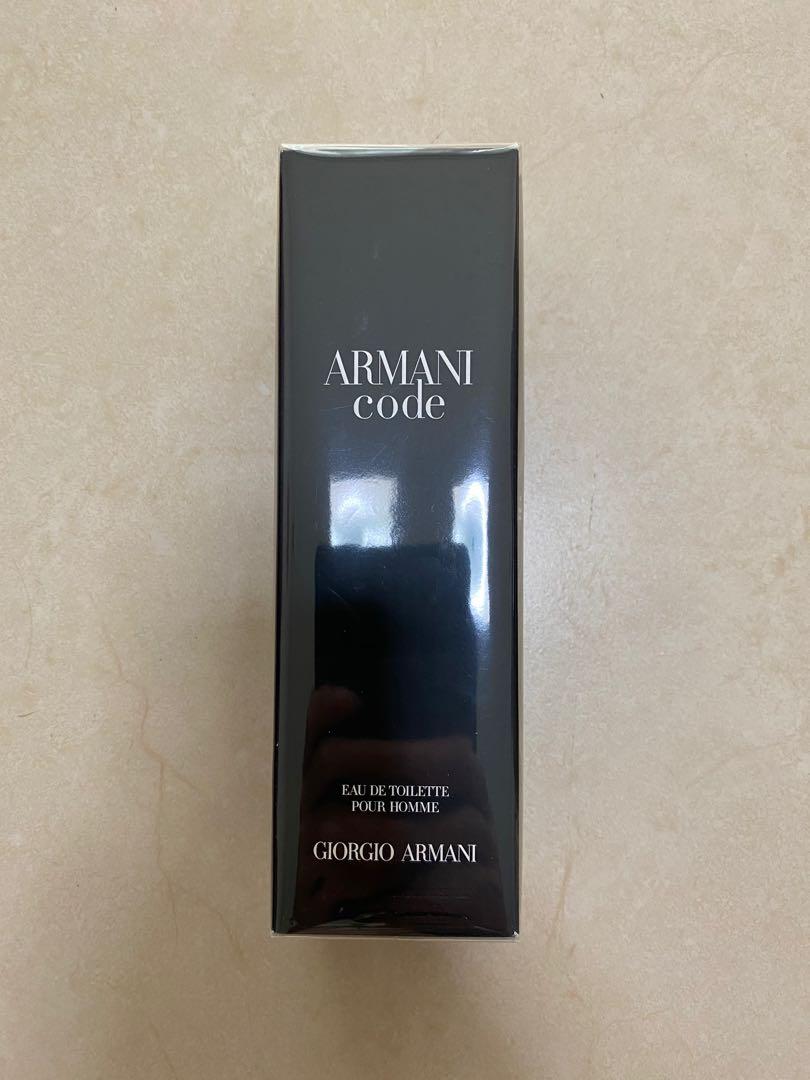 ARMANI
code
EAU DE TOILETTE
POUR HOMME
GIORGIO ARMANI